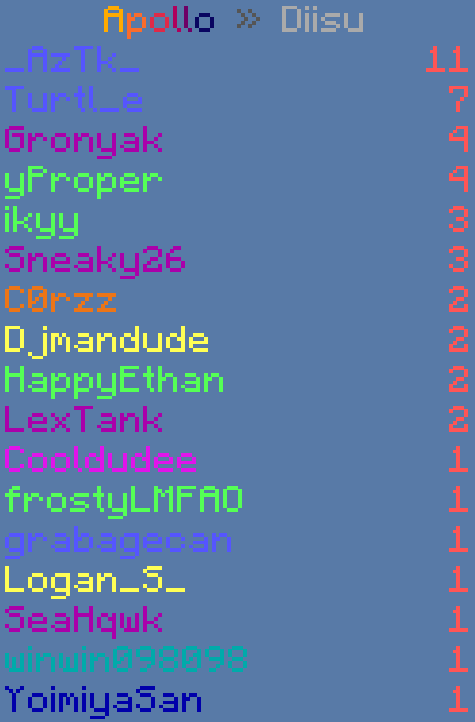 Apollo » Diisu
_AzTk_ 11
Turtl_e 7
Gronyak 4
yProper 4
ikyy 3
Sneaky26 3
C0rzz 2
D_jmandude 2
HappyEthan 2
LexTank 2
Cooldudee 1
frostyLMFAO 1
grabagecan 1
Logan_S_ 1
SeaHqwk 1
winwin098098 1
YoimiyaSan 1